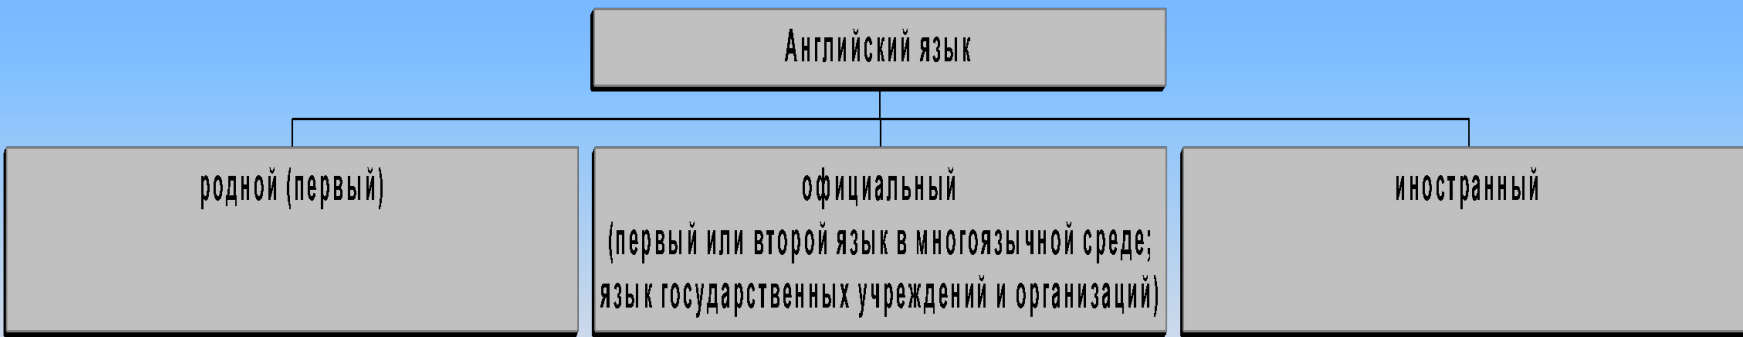 Английский язык
родной (первый)
официальный
(первый или второй язык в многоязычной среде;
язык государственных учреждений и организаций)
иностранный